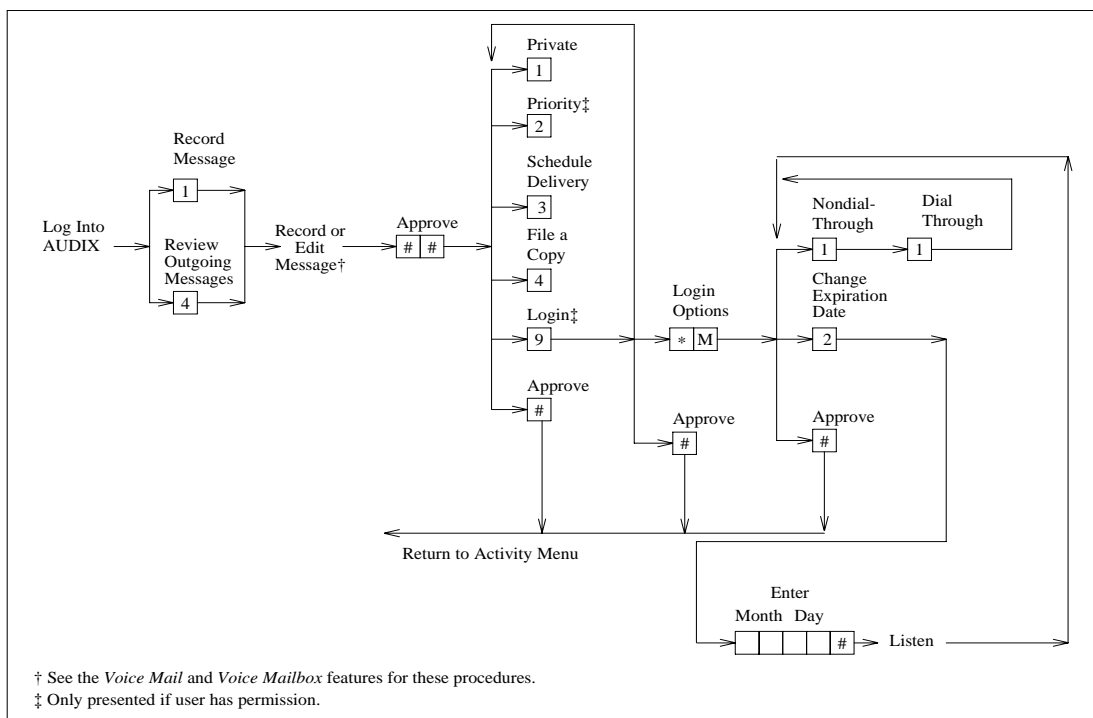 Private
1
Priority‡
2
Record
Message
1
Schedule
Delivery
3
Nondial-
Through
1
Dial
Through
1
Log Into
AUDIX
Review
Outgoing
Messages
4
Record or
Edit
Message†
Approve
# #
File a
Copy
4
Login‡
9
Login
Options
* M
Change
Expiration
Date
2
Approve
#
Approve
#
Approve
#
Return to Activity Menu
Enter
Month Day
#
Listen
† See the Voice Mail and Voice Mailbox features for these procedures.
‡ Only presented if user has permission.